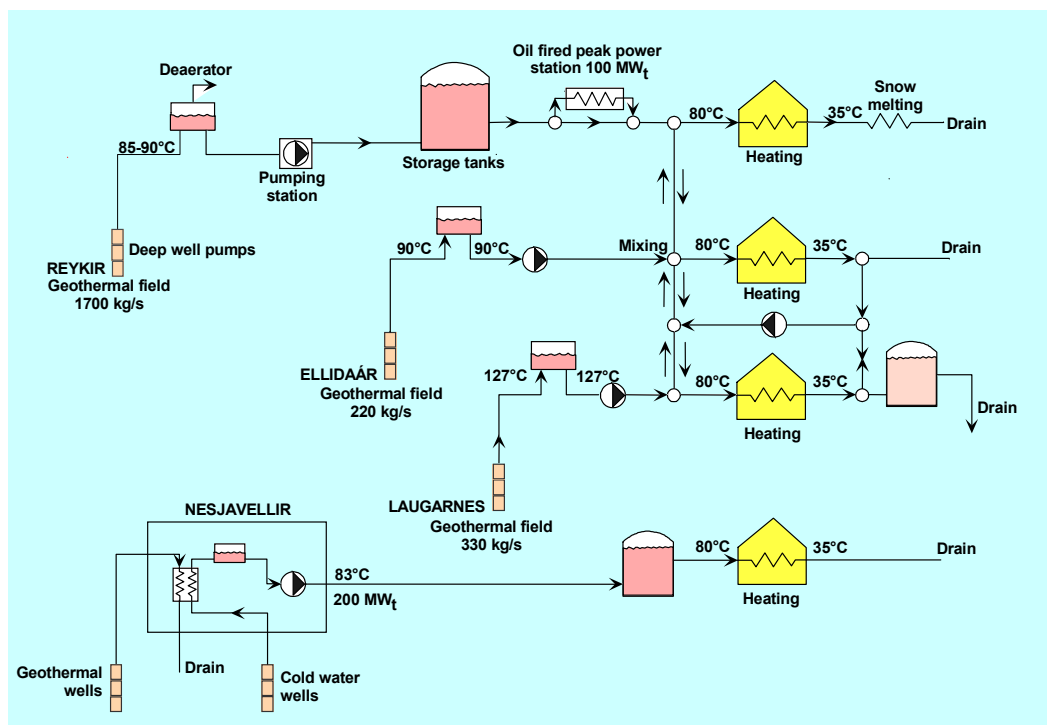 Oil fired peak power
station 100 MWt
Deaerator
Snow
melting
80°C
35°C
Drain
85-90°C
Storage tanks
Heating
Pumping
station
Deep well pumps
REYKIR
Geothermal field
1700 kg/s
90°C
90°C
Mixing
80°C
35°C
Drain
Heating
ELLIDAÁR
Geothermal field
220 kg/s
127°C
127°C
80°C
35°C
Drain
Heating
LAUGARNES
Geothermal field
330 kg/s
NESJAVELLIR
83°C
200 MWt
80°C
35°C
Drain
Heating
Geothermal
wells
Drain
Cold water
wells